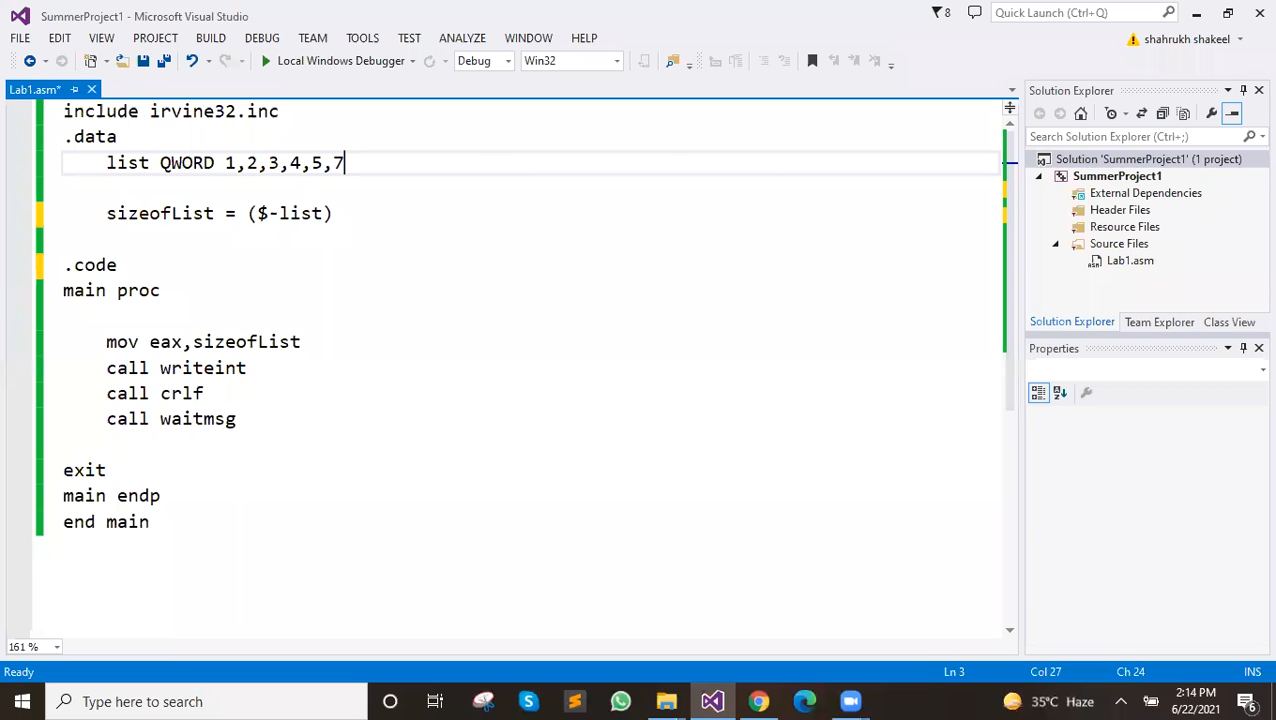 SummerProject1 - Microsoft Visual Studio
8
Quick Launch (Ctrl+Q)
FILE EDIT VIEW PROJECT BUILD DEBUG TEAM TOOLS TEST ANALYZE WINDOW HELP
shahrukh shakeel
Local Windows Debugger Debug Win32
Lab1.asm*
include irvine32.inc
.data
list QWORD 1,2,3,4,5,7
sizeofList = ($-list)
.code
main proc
mov eax,sizeofList
call writeint
call crlf
call waitmsg
exit
main endp
end main
161 %
Solution Explorer
Search Solution Explorer (Ctrl+;)
Solution 'SummerProject1' (1 project)
SummerProject1
External Dependencies
Header Files
Resource Files
Source Files
Lab1.asm
Solution Explorer Team Explorer Class View
Properties
Ready Ln 3 Col 27 Ch 24 INS
Type here to search
35°C Haze
2:14 PM
6/22/2021
6